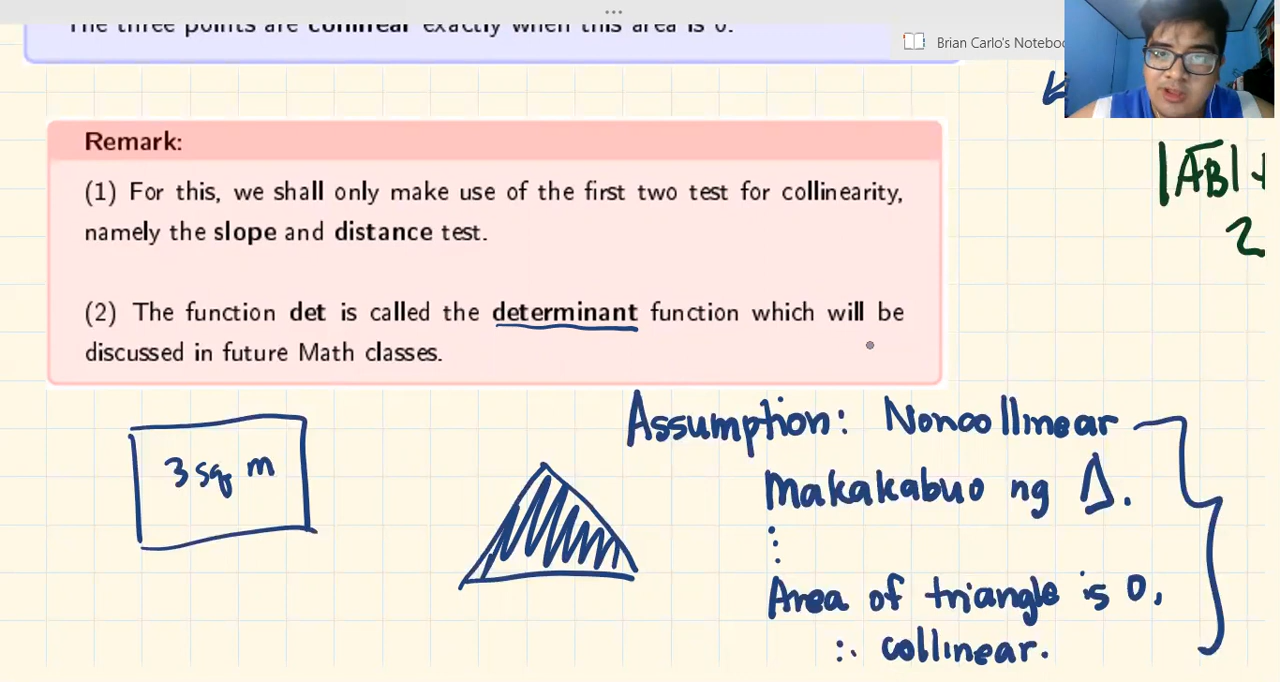 The three points are collinear exactly when this area is 0.
Brian Carlo's Noteboo
Remark:
(1) For this, we shall only make use of the first two test for collinearity,
namely the slope and distance test.
(2) The function det is called the determinant function which will be
discussed in future Math classes.
|AB| +
2
3 sq m
Assumption: Noncollinear
Makakabuo ng Δ.
⋮
Area of triangle is 0.
∴ collinear.